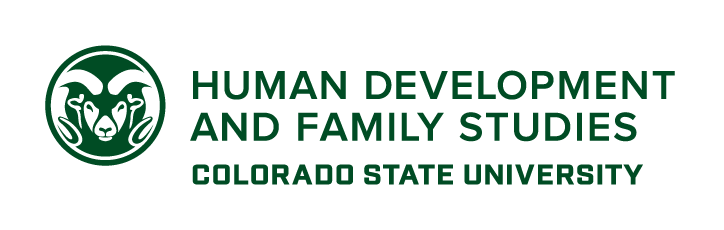 HUMAN DEVELOPMENT
AND FAMILY STUDIES
COLORADO STATE UNIVERSITY